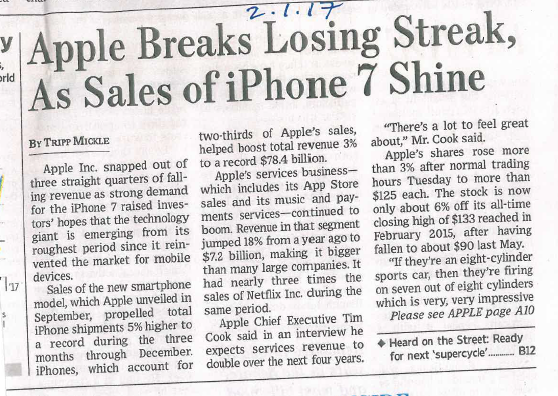 2.1.17
Apple Breaks Losing Streak,
As Sales of iPhone 7 Shine
BY TRIPP MICKLE
Apple Inc. snapped out of
three straight quarters of fall-
ing revenue as strong demand
for the iPhone 7 raised inves-
tors' hopes that the technology
giant is emerging from its
roughest period since it rein-
vented the market for mobile
devices.
Sales of the new smartphone
model, which Apple unveiled in
September, propelled total
iPhone shipments 5% higher to
a record during the three
months through December.
iPhones, which account for
two-thirds of Apple's sales,
helped boost total revenue 3%
to a record $78.4 billion.
Apple's services business—
which includes its App Store
sales and its music and pay-
ments services—continued to
boom. Revenue in that segment
jumped 18% from a year ago to
$7.2 billion, making it bigger
than many large companies. It
had nearly three times the
sales of Netflix Inc. during the
same period.
Apple Chief Executive Tim
Cook said in an interview he
expects services revenue to
double over the next four years.
"There's a lot to feel great
about," Mr. Cook said.
Apple's shares rose more
than 3% after normal trading
hours Tuesday to more than
$125 each. The stock is now
only about 6% off its all-time
closing high of $133 reached in
February 2015, after having
fallen to about $90 last May.
"If they're an eight-cylinder
sports car, then they're firing
on seven out of eight cylinders
which is very, very impressive
Please see APPLE page A10
◆ Heard on the Street: Ready
for next 'supercycle'........... B12